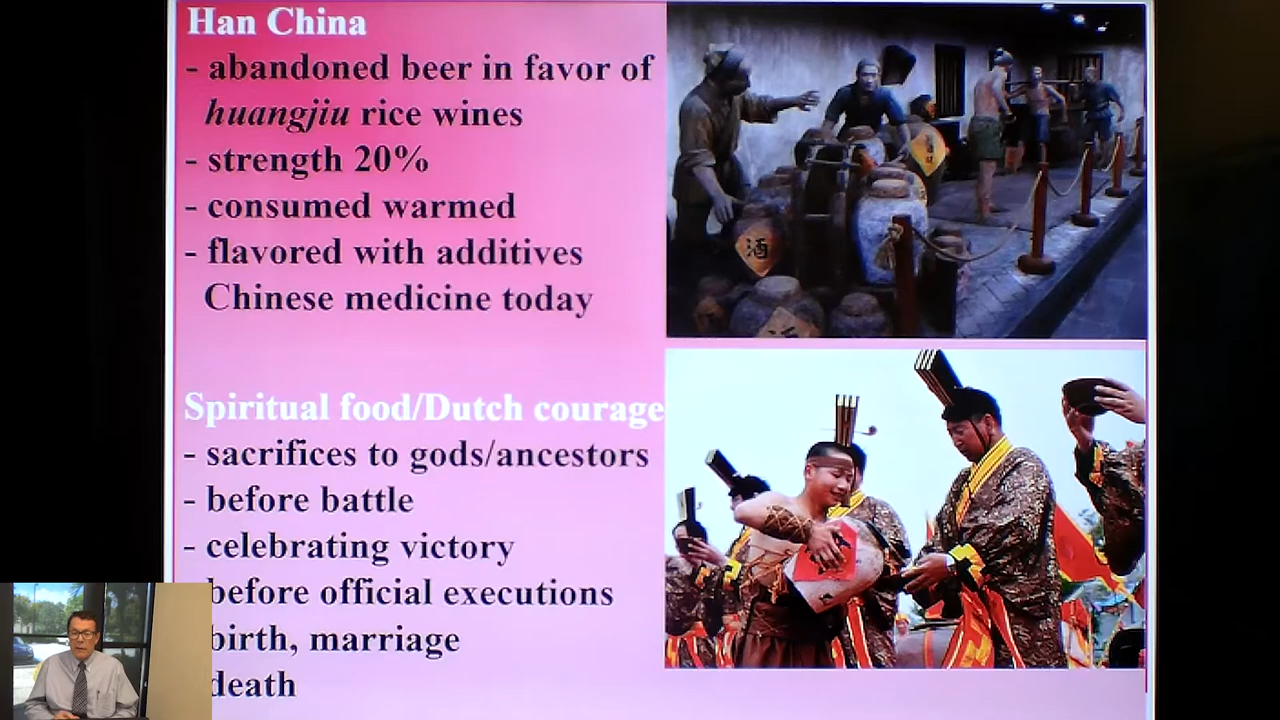 Han China
- abandoned beer in favor of
huangjiu rice wines
- strength 20%
- consumed warmed
- flavored with additives
Chinese medicine today
Spiritual food/Dutch courage
- sacrifices to gods/ancestors
- before battle
- celebrating victory
before official executions
birth, marriage
death
酒
酒